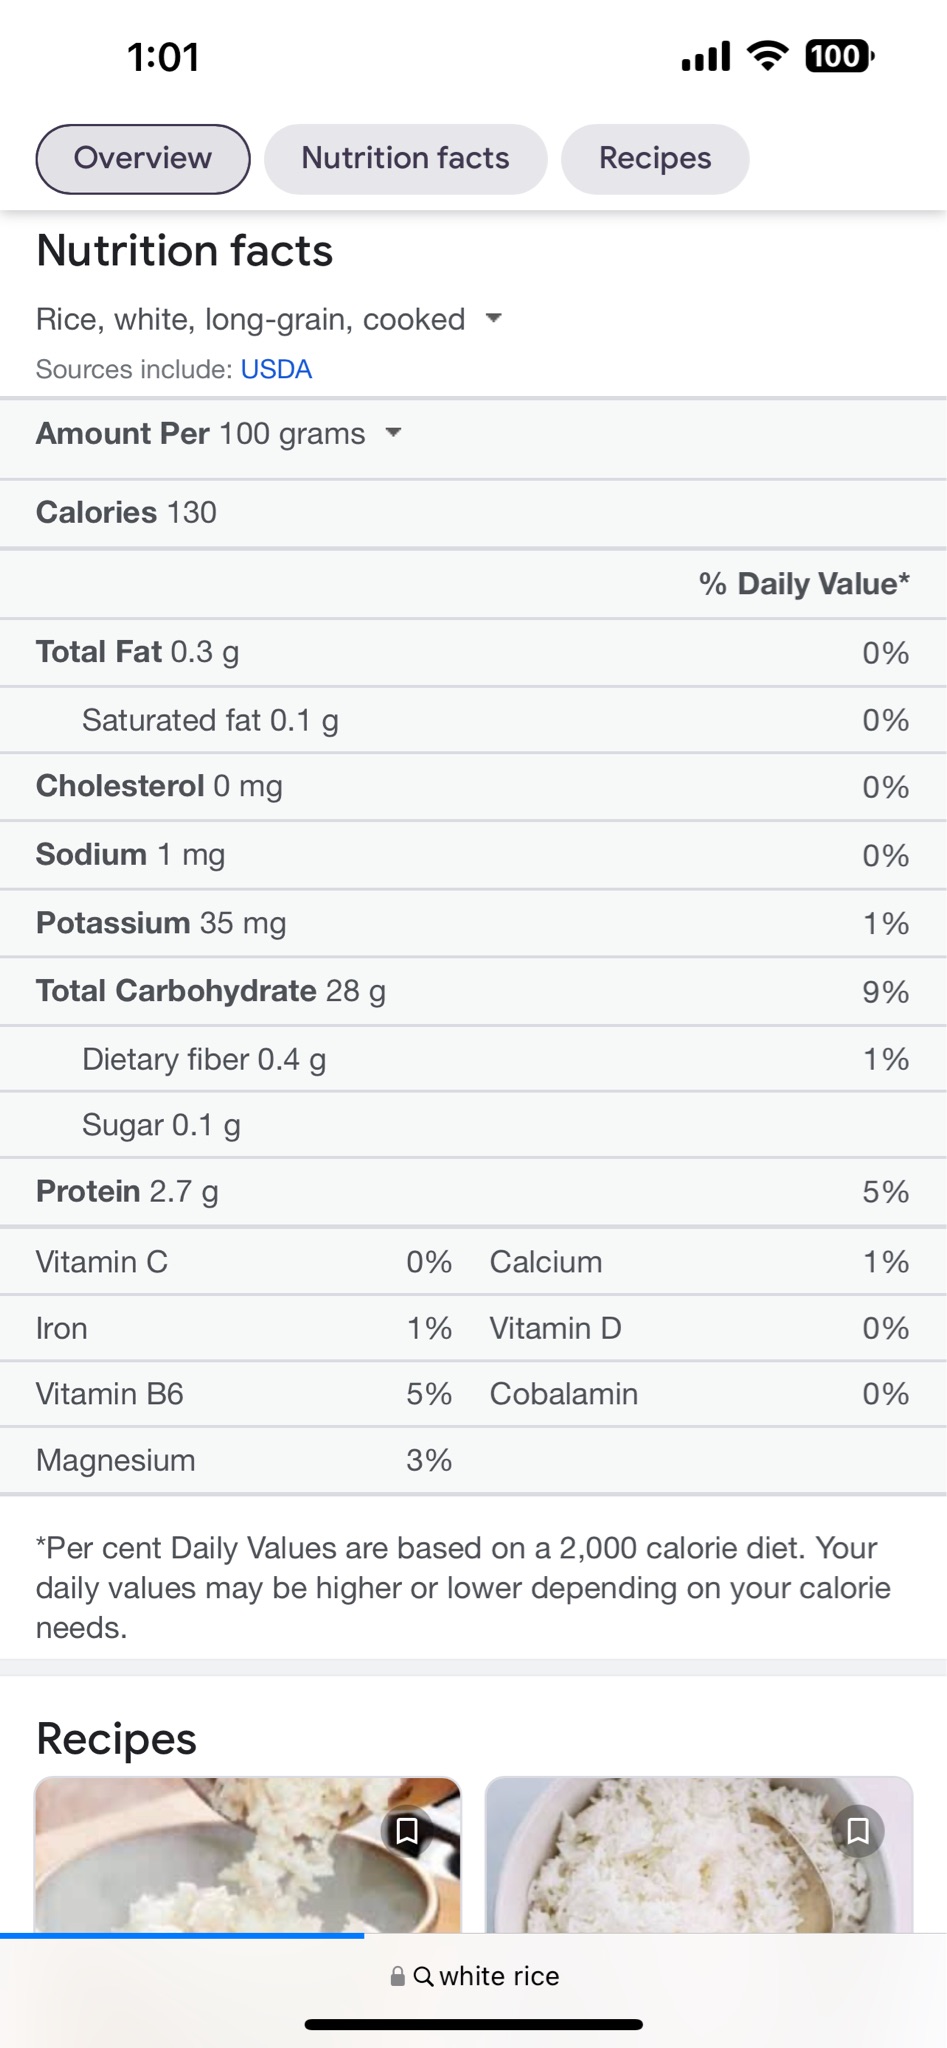 1:01
100
Overview
Nutrition facts
Recipes
Nutrition facts
Rice, white, long-grain, cooked
Sources include: USDA
Amount Per 100 grams
Calories 130
% Daily Value*
Total Fat 0.3 g 0%
Saturated fat 0.1 g 0%
Cholesterol 0 mg 0%
Sodium 1 mg 0%
Potassium 35 mg 1%
Total Carbohydrate 28 g 9%
Dietary fiber 0.4 g 1%
Sugar 0.1 g
Protein 2.7 g 5%
Vitamin C 0% Calcium 1%
Iron 1% Vitamin D 0%
Vitamin B6 5% Cobalamin 0%
Magnesium 3%
*Per cent Daily Values are based on a 2,000 calorie diet. Your
daily values may be higher or lower depending on your calorie
needs.
Recipes
white rice